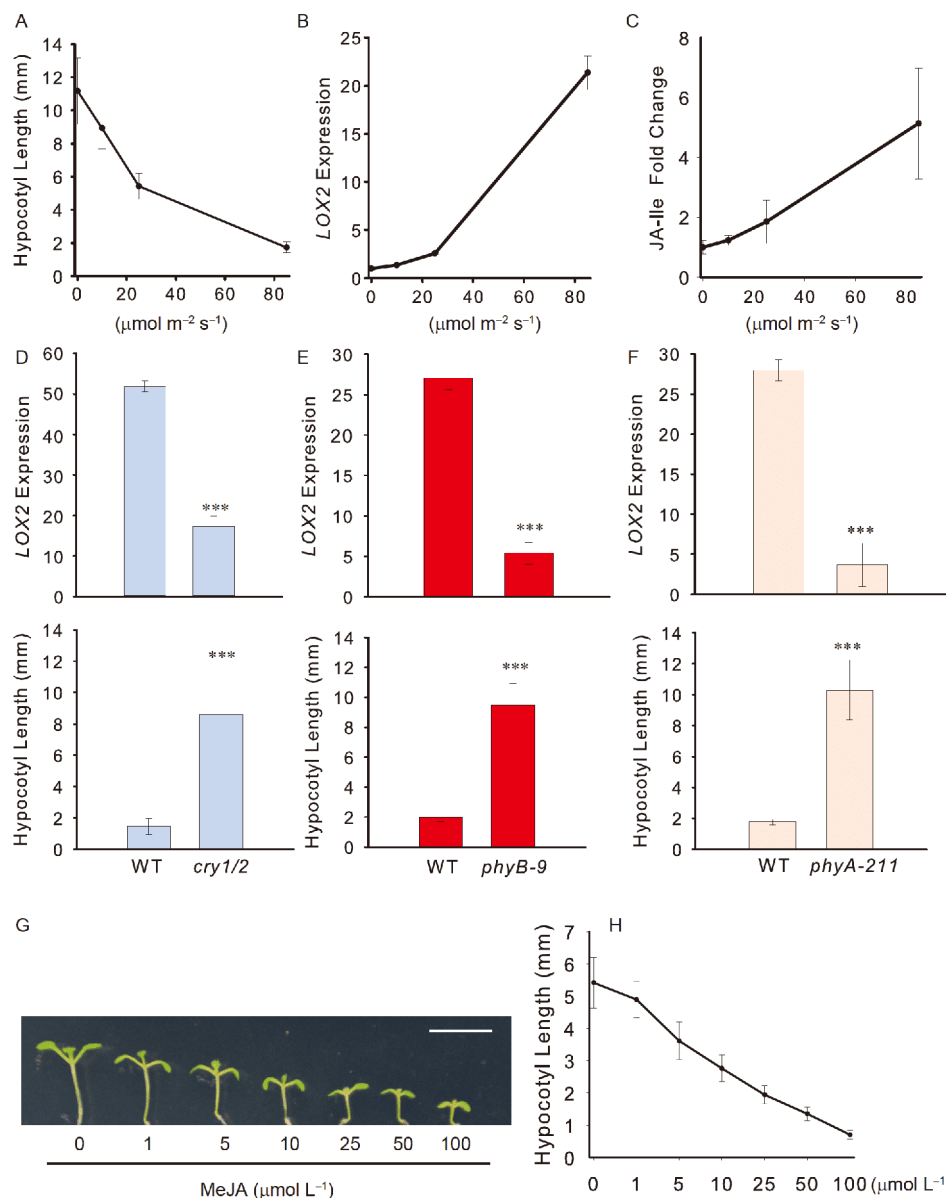 A
Hypocotyl Length (mm)
14
12
10
8
6
4
2
0
0 20 40 60 80
(μmol m⁻² s⁻¹)
B
LOX2 Expression
25
20
15
10
5
0
0 20 40 60 80
(μmol m⁻² s⁻¹)
C
JA-Ile Fold Change
8
6
4
2
0
0 20 40 60 80
(μmol m⁻² s⁻¹)
D
LOX2 Expression
60
50
40
30
20
10
0
***
Hypocotyl Length (mm)
14
12
10
8
6
4
2
0
***
WT cry1/2
E
LOX2 Expression
30
25
20
15
10
5
0
***
Hypocotyl Length (mm)
14
12
10
8
6
4
2
0
***
WT phyB-9
F
LOX2 Expression
30
25
20
15
10
5
0
***
Hypocotyl Length (mm)
14
12
10
8
6
4
2
0
***
WT phyA-211
G
0 1 5 10 25 50 100
MeJA (μmol L⁻¹)
H
Hypocotyl Length (mm)
7
6
5
4
3
2
1
0
0 1 5 10 25 50 100 (μmol L⁻¹